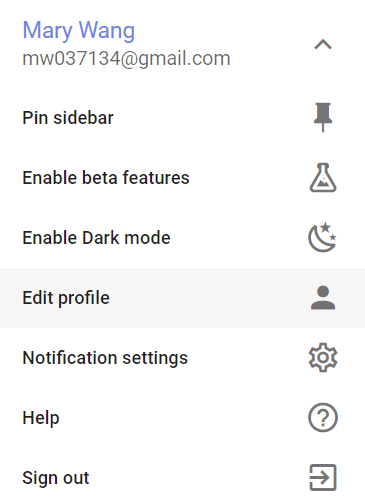 Mary Wang
mw037134@gmail.com
Pin sidebar
Enable beta features
Enable Dark mode
Edit profile
Notification settings
Help
Sign out